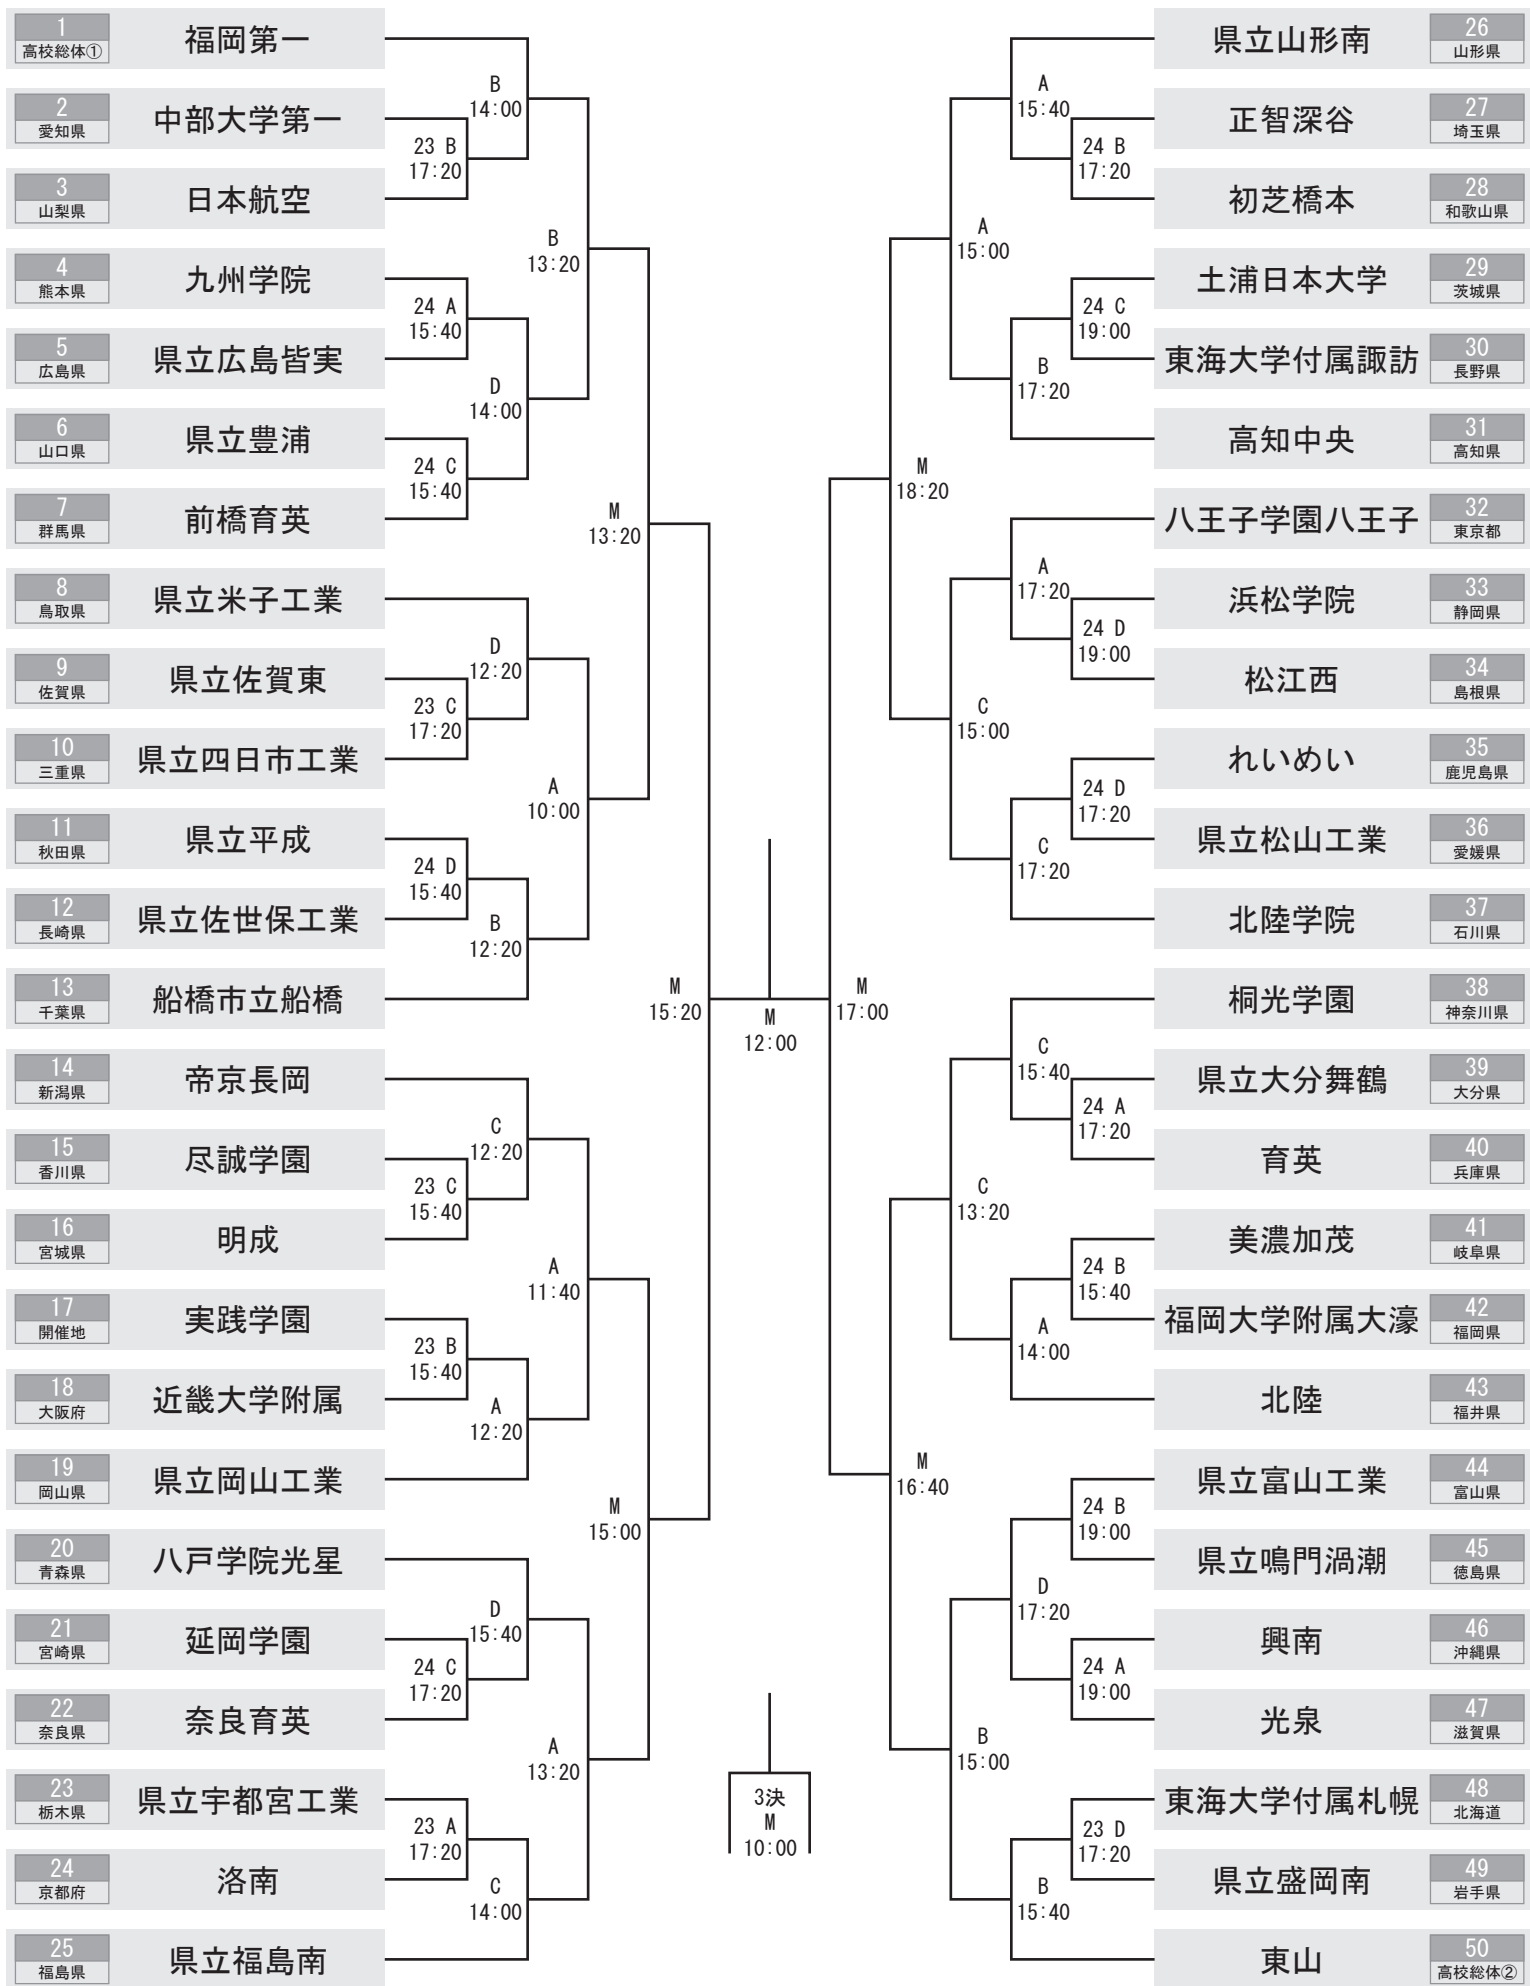 1
高校総体①
福岡第一
2
愛知県
中部大学第一
3
山梨県
日本航空
4
熊本県
九州学院
5
広島県
県立広島皆実
6
山口県
県立豊浦
7
群馬県
前橋育英
8
鳥取県
県立米子工業
9
佐賀県
県立佐賀東
10
三重県
県立四日市工業
11
秋田県
県立平成
12
長崎県
県立佐世保工業
13
千葉県
船橋市立船橋
14
新潟県
帝京長岡
15
香川県
尽誠学園
16
宮城県
明成
17
開催地
実践学園
18
大阪府
近畿大学附属
19
岡山県
県立岡山工業
20
青森県
八戸学院光星
21
宮崎県
延岡学園
22
奈良県
奈良育英
23
栃木県
県立宇都宮工業
24
京都府
洛南
25
福島県
県立福島南
23 B
17:20
24 A
15:40
24 C
15:40
23 C
17:20
24 D
15:40
23 C
15:40
23 B
15:40
24 C
17:20
23 A
17:20
B
14:00
D
14:00
D
12:20
B
12:20
C
12:20
A
12:20
D
15:40
C
14:00
B
13:20
A
10:00
A
11:40
A
13:20
M
13:20
M
15:00
M
15:20
M
12:00
3決
M
10:00
M
17:00
M
18:20
M
16:40
A
15:00
C
15:00
C
13:20
B
15:00
A
15:40
B
17:20
A
17:20
C
17:20
C
15:40
A
14:00
D
17:20
B
15:40
24 B
17:20
24 C
19:00
24 D
19:00
24 D
17:20
24 A
17:20
24 B
15:40
24 B
19:00
24 A
19:00
23 D
17:20
県立山形南
26
山形県
正智深谷
27
埼玉県
初芝橋本
28
和歌山県
土浦日本大学
29
茨城県
東海大学付属諏訪
30
長野県
高知中央
31
高知県
八王子学園八王子
32
東京都
浜松学院
33
静岡県
松江西
34
島根県
れいめい
35
鹿児島県
県立松山工業
36
愛媛県
北陸学院
37
石川県
桐光学園
38
神奈川県
県立大分舞鶴
39
大分県
育英
40
兵庫県
美濃加茂
41
岐阜県
福岡大学附属大濠
42
福岡県
北陸
43
福井県
県立富山工業
44
富山県
県立鳴門渦潮
45
徳島県
興南
46
沖縄県
光泉
47
滋賀県
東海大学付属札幌
48
北海道
県立盛岡南
49
岩手県
東山
50
高校総体②